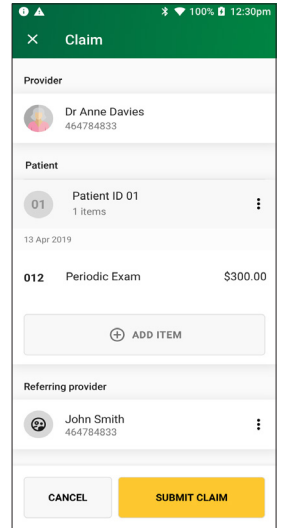 100% 12:30pm
Claim
Provider
Dr Anne Davies
464784833
Patient
01
Patient ID 01
1 items
13 Apr 2019
012 Periodic Exam $300.00
ADD ITEM
Referring provider
John Smith
464784833
CANCEL SUBMIT CLAIM